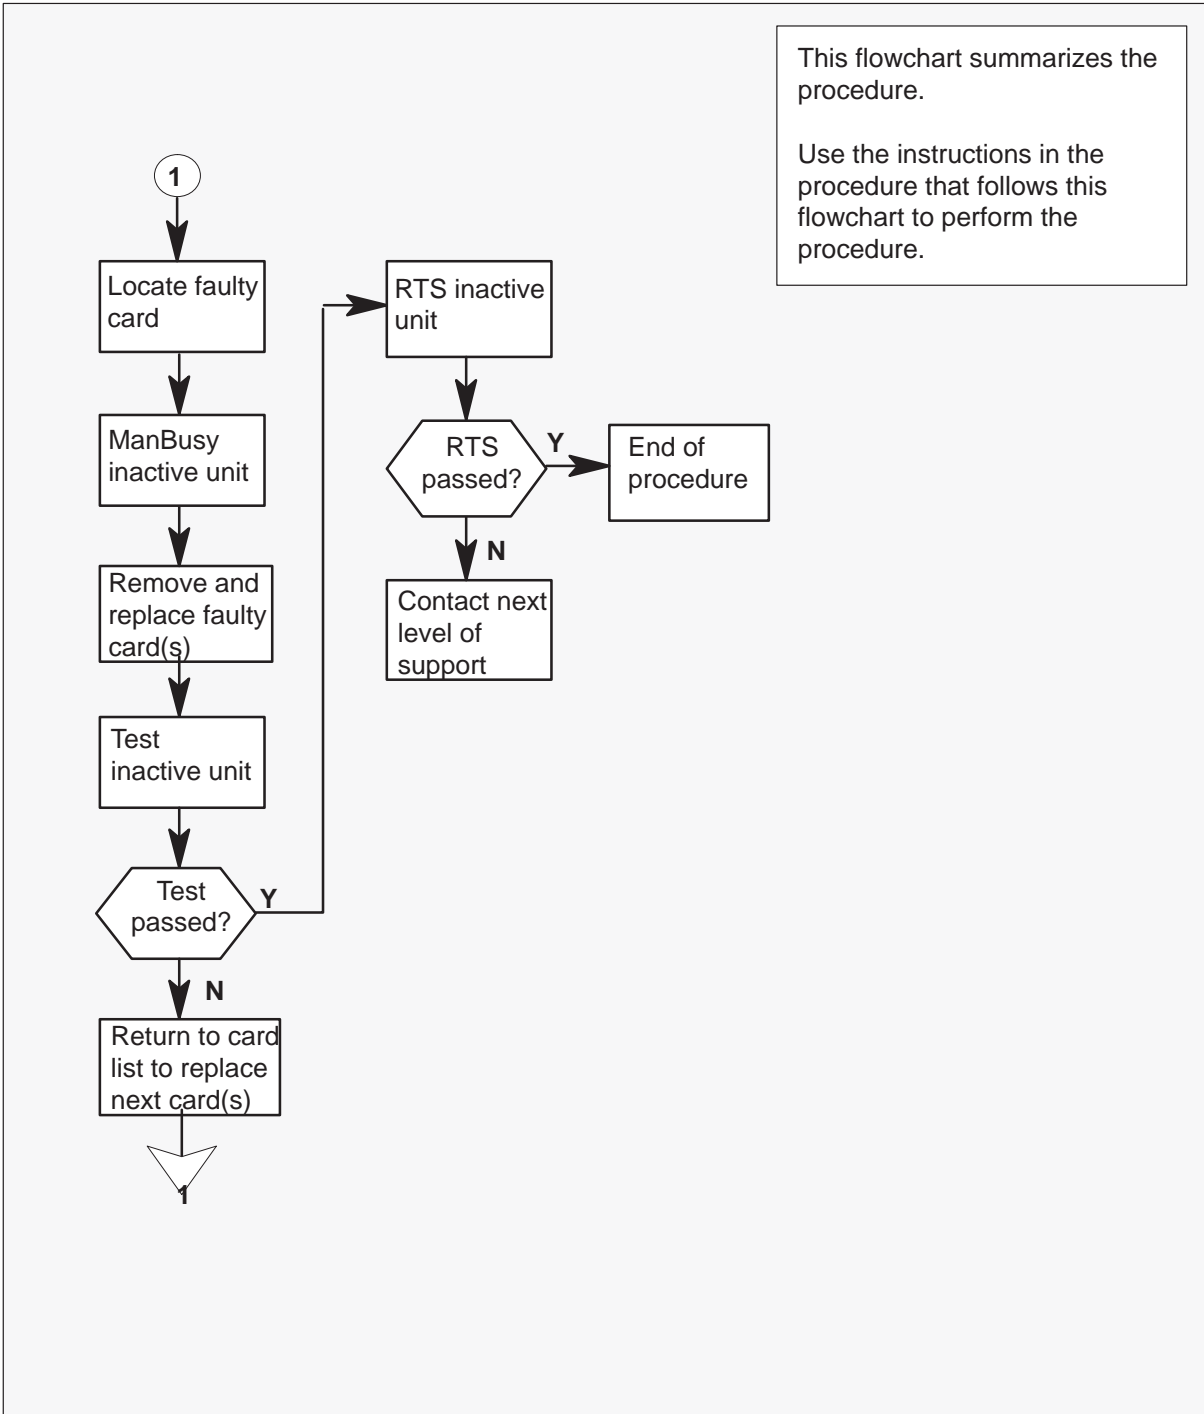 This flowchart summarizes the
procedure.
Use the instructions in the
procedure that follows this
flowchart to perform the
procedure.
1
Locate faulty
card
ManBusy
inactive unit
Remove and
replace faulty
card(s)
Test
inactive unit
Test
passed?
Y
N
Return to card
list to replace
next card(s)
1
RTS inactive
unit
RTS
passed?
Y
End of
procedure
N
Contact next
level of
support